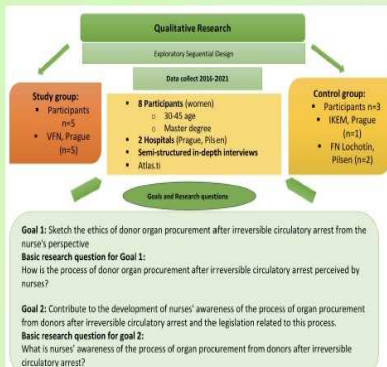 Qualitative Research
Exploratory Sequential Design
Data collect 2016-2021
Study group:
▪ Participants
n=5
▪ VFN, Prague
(n=5)
▪ 8 Participants (women)
o 30-45 age
o Master degree
▪ 2 Hospitals (Prague, Pilsen)
▪ Semi-structured in-depth interviews
▪ Atlas.ti
Control group:
▪ Participants n=3
▪ IKEM, Prague
(n=1)
▪ FN Lochotín,
Pilsen (n=2)
Goals and Research questions
Goal 1: Sketch the ethics of donor organ procurement after irreversible circulatory arrest from the
nurse's perspective
Basic research question for Goal 1:
How is the process of donor organ procurement after irreversible circulatory arrest perceived by
nurses?
Goal 2: Contribute to the development of nurses' awareness of the process of organ procurement
from donors after irreversible circulatory arrest and the legislation related to this process.
Basic research question for goal 2:
What is nurses' awareness of the process of organ procurement from donors after irreversible
circulatory arrest?